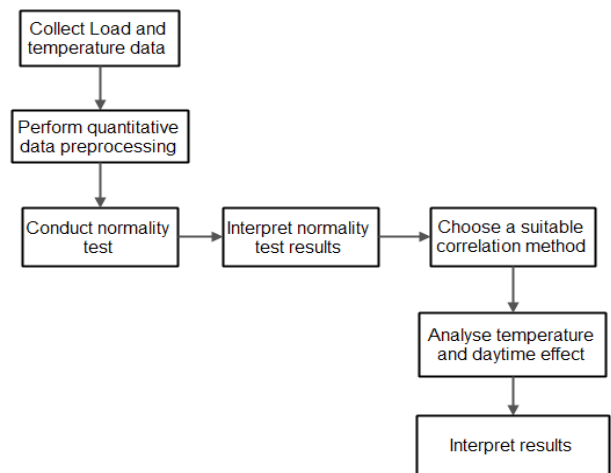 Collect Load and
temperature data
Perform quantitative
data preprocessing
Conduct normality
test
Interpret normality
test results
Choose a suitable
correlation method
Analyse temperature
and daytime effect
Interpret results